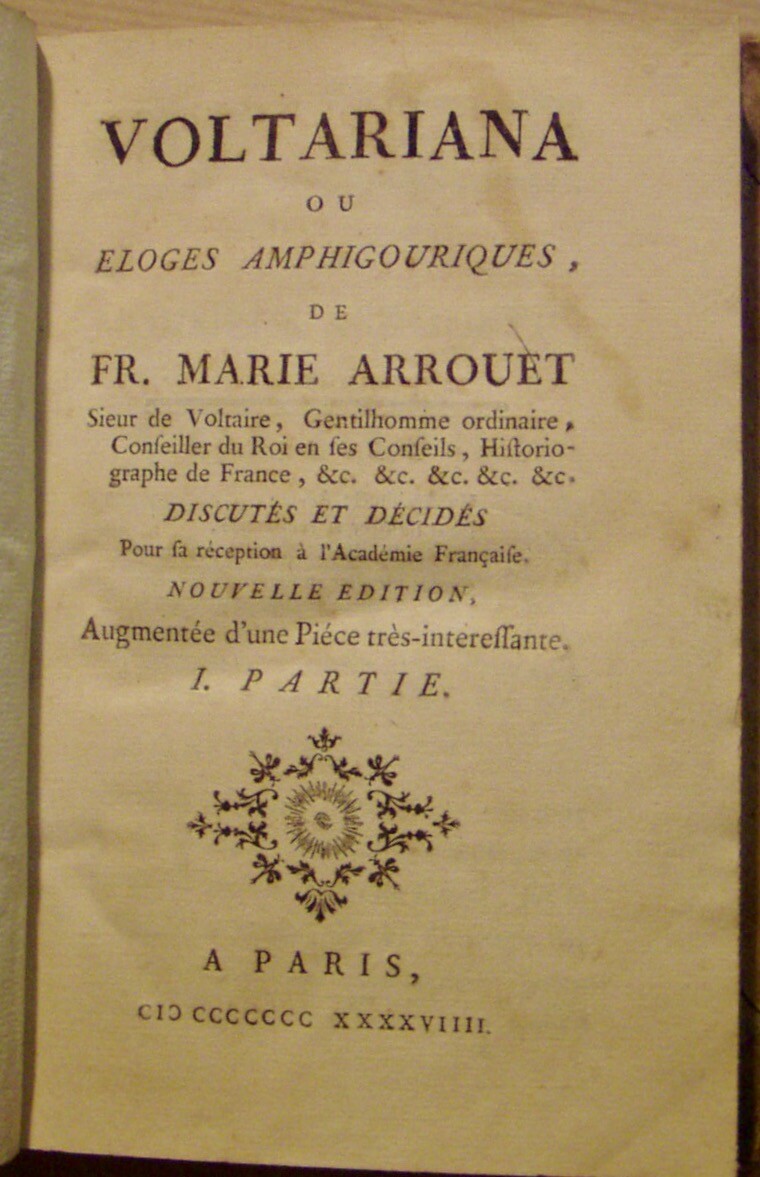 VOLTARIANA
OU
ELOGES AMPHIGOURIQUES,
DE
FR. MARIE ARROUET
Sieur de Voltaire, Gentilhomme ordinaire,
Conſeiller du Roi en ſes Conſeils, Hiſtorio-
graphe de France, &c. &c. &c. &c. &c.
DISCUTÉS ET DÉCIDÉS
Pour ſa réception à l'Académie Françaiſe.
NOUVELLE EDITION,
Augmentée d'une Piéce très-intereſſante.
I. PARTIE.
A PARIS,
CIↃ CCCCCCC XXXXVIIII.